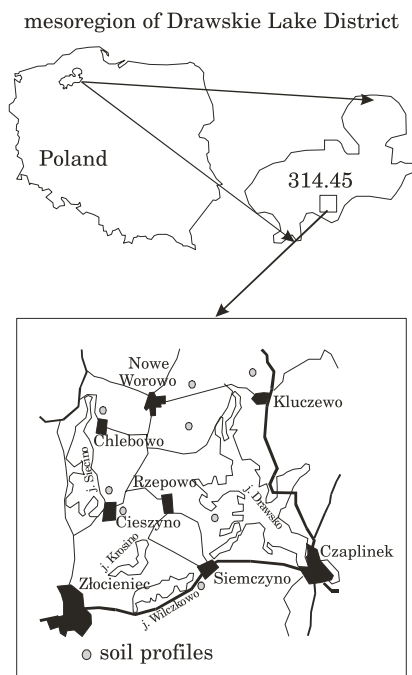 mesoregion of Drawskie Lake District
Poland
314.45
Nowe
Worowo
Kluczewo
Chlebowo
j. Siecino
Rzepowo
j. Drawsko
Cieszyno
j. Krosino
Czaplinek
Złocieniec
Siemczyno
j. Wilczkowo
soil profiles